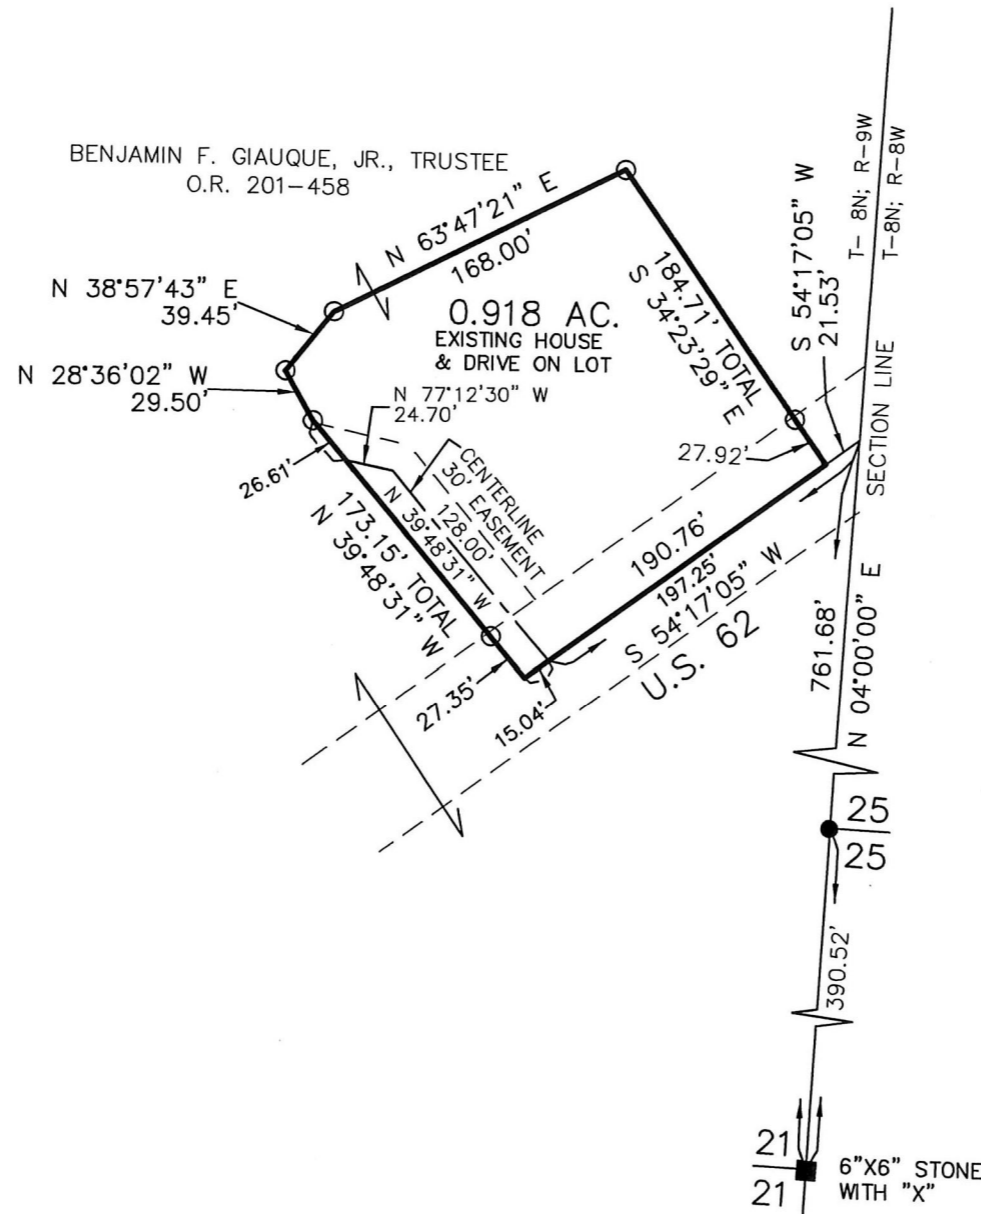 BENJAMIN F. GIAUQUE, JR., TRUSTEE
O.R. 201-458
N 63°47'21" E
168.00'
N 38°57'43" E
39.45'
N 28°36'02" W
29.50'
0.918 AC.
EXISTING HOUSE
& DRIVE ON LOT
184.71' TOTAL
S 34°23'29" E
S 54°17'05" W
21.53'
T- 8N; R-9W
T-8N; R-8W
SECTION LINE
N 77°12'30" W
24.70'
27.92'
26.61'
CENTERLINE
30' EASEMENT
128.00'
N 39°48'31" W
173.15' TOTAL
N 39°48'31" W
190.76'
197.25'
S 54°17'05" W
U.S. 62
27.35'
15.04'
761.68'
N 04°00'00" E
25
25
390.52'
21
21
6"X6" STONE
WITH "X"